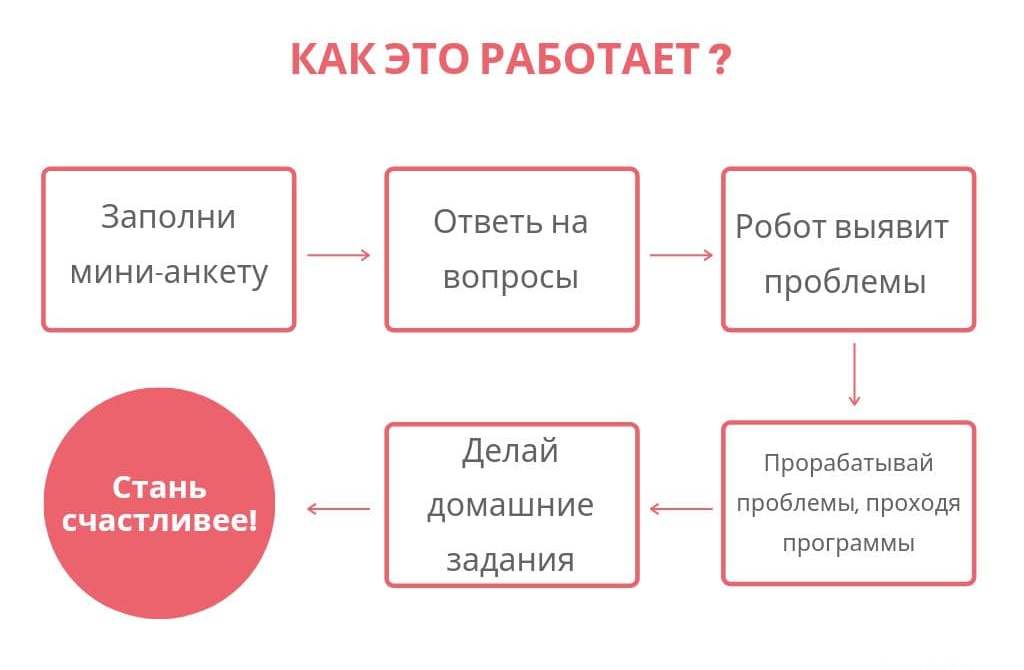 КАК ЭТО РАБОТАЕТ ?
Заполни
мини-анкету
Ответь на
вопросы
Робот выявит
проблемы
Прорабатывай
проблемы, проходя
программы
Делай
домашние
задания
Стань
счастливее!